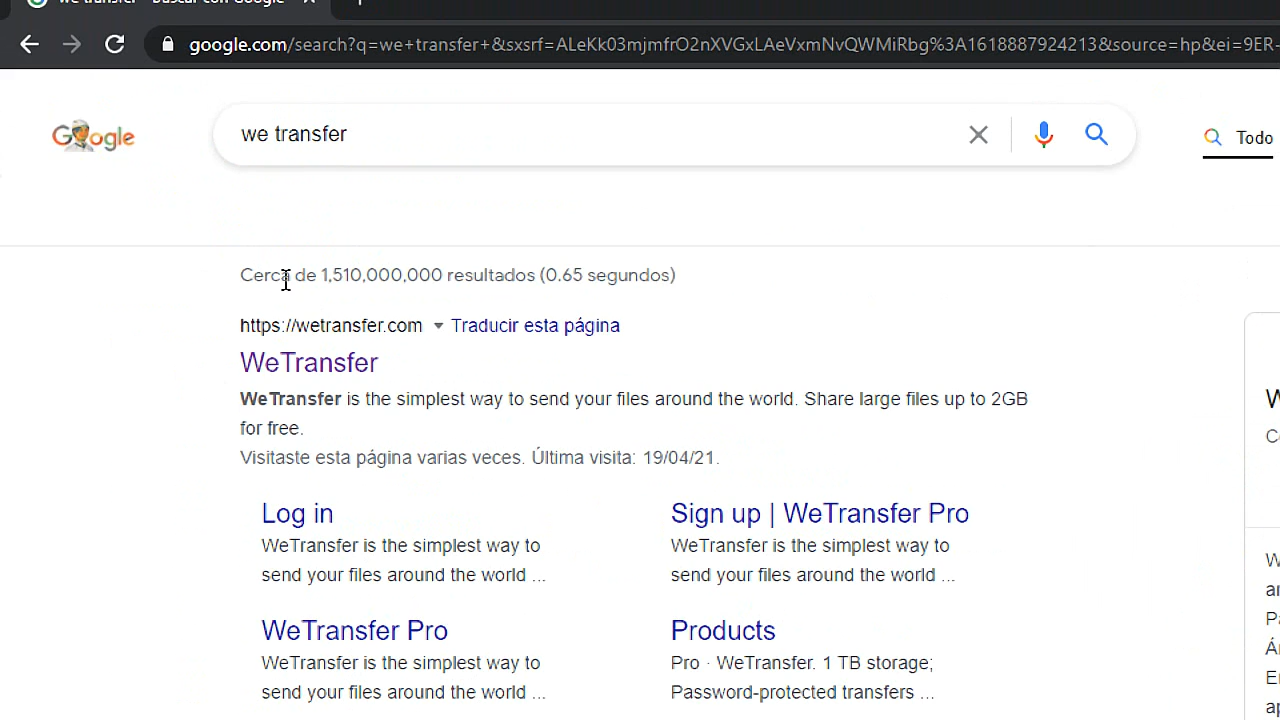 we transfer - Buscar con Google
google.com/search?q=we+transfer+&sxsrf=ALeKk03mjmfrO2nXVGxLAeVxmNvQWMiRbg%3A1618887924213&source=hp&ei=9ER-
Google
we transfer
Todo
Cerca de 1,510,000,000 resultados (0.65 segundos)
https://wetransfer.com Traducir esta página
WeTransfer
WeTransfer is the simplest way to send your files around the world. Share large files up to 2GB
for free.
Visitaste esta página varias veces. Última visita: 19/04/21.
Log in
WeTransfer is the simplest way to
send your files around the world ...
Sign up | WeTransfer Pro
WeTransfer is the simplest way to
send your files around the world ...
WeTransfer Pro
WeTransfer is the simplest way to
send your files around the world ...
Products
Pro · WeTransfer. 1 TB storage;
Password-protected transfers ...